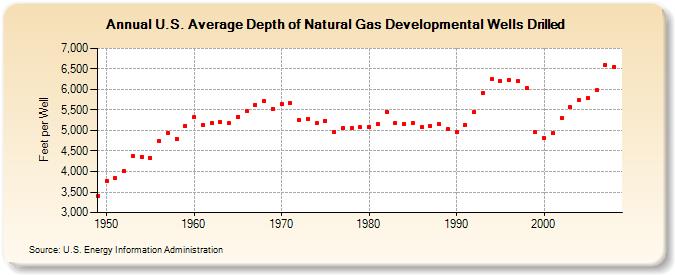 Annual U.S. Average Depth of Natural Gas Developmental Wells Drilled
Feet per Well
7,000
6,500
6,000
5,500
5,000
4,500
4,000
3,500
3,000
1950 1960 1970 1980 1990 2000
Source: U.S. Energy Information Administration